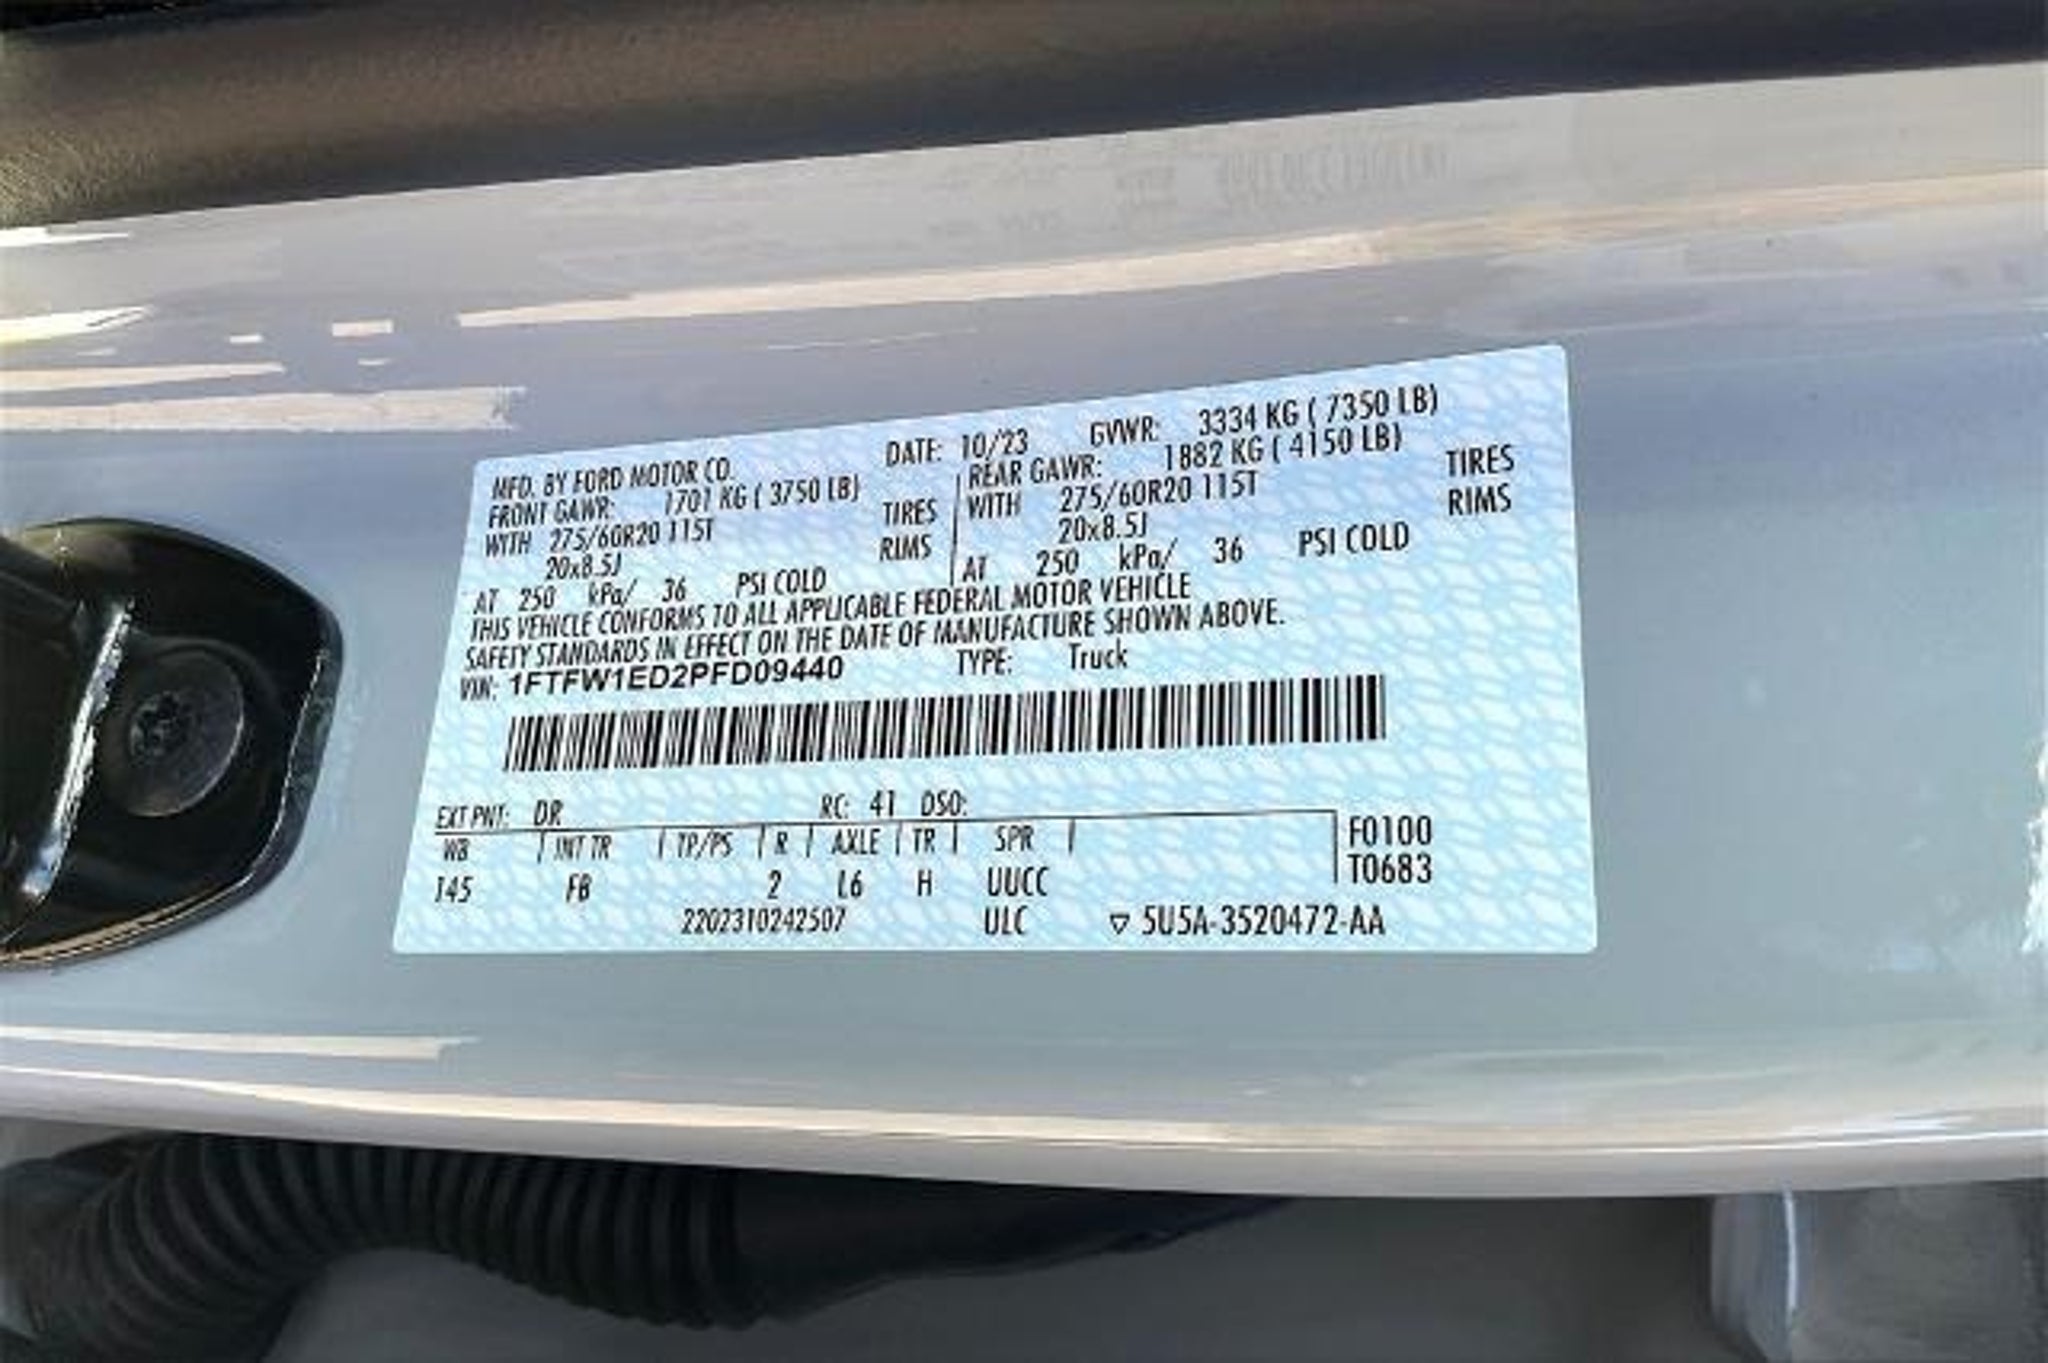 MFD. BY FORD MOTOR CO. DATE: 10/23 GVWR: 3334 KG ( 7350 LB)
FRONT GAWR: 1701 KG ( 3750 LB) REAR GAWR: 1882 KG ( 4150 LB)
WITH 275/60R20 115T TIRES WITH 275/60R20 115T TIRES
20x8.5J RIMS 20x8.5J RIMS
AT 250 kPa/ 36 PSI COLD AT 250 kPa/ 36 PSI COLD
THIS VEHICLE CONFORMS TO ALL APPLICABLE FEDERAL MOTOR VEHICLE
SAFETY STANDARDS IN EFFECT ON THE DATE OF MANUFACTURE SHOWN ABOVE.
VIN: 1FTFW1ED2PFD09440 TYPE: Truck
EXT PNT: DR RC: 41 DSO:
WB INT TR TP/PS R AXLE TR SPR F0100
145 FB 2 L6 H UUCC T0683
2202310242507 ULC ▽ 5U5A-3520472-AA